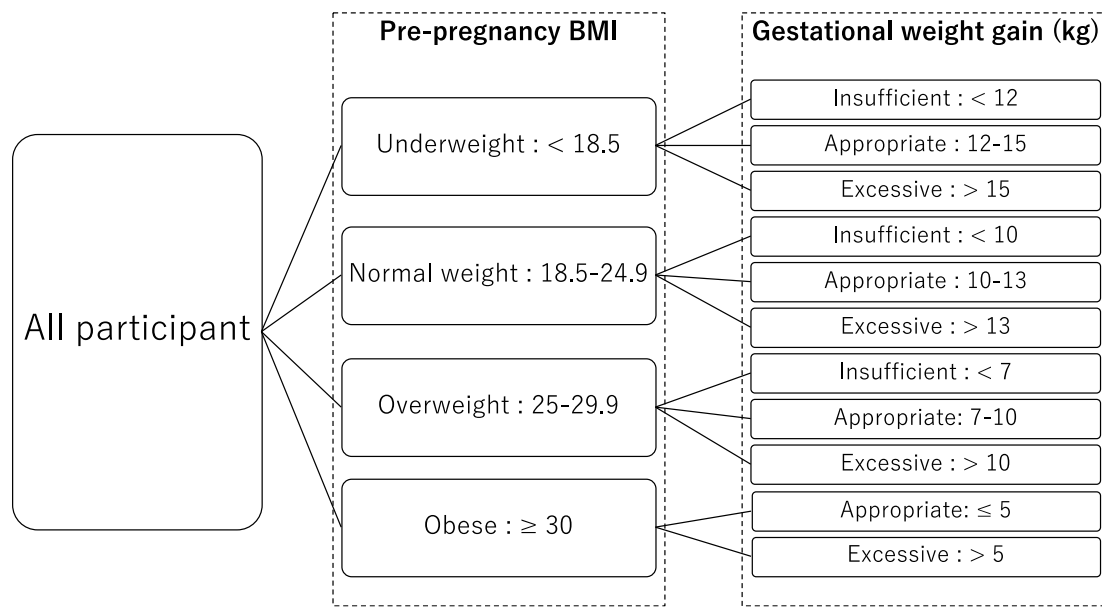 Pre-pregnancy BMI
Gestational weight gain (kg)
All participant
Underweight : < 18.5
Insufficient : < 12
Appropriate : 12-15
Excessive : > 15
Normal weight : 18.5-24.9
Insufficient : < 10
Appropriate : 10-13
Excessive : > 13
Overweight : 25-29.9
Insufficient : < 7
Appropriate: 7-10
Excessive : > 10
Obese : ≥ 30
Appropriate: ≤ 5
Excessive : > 5